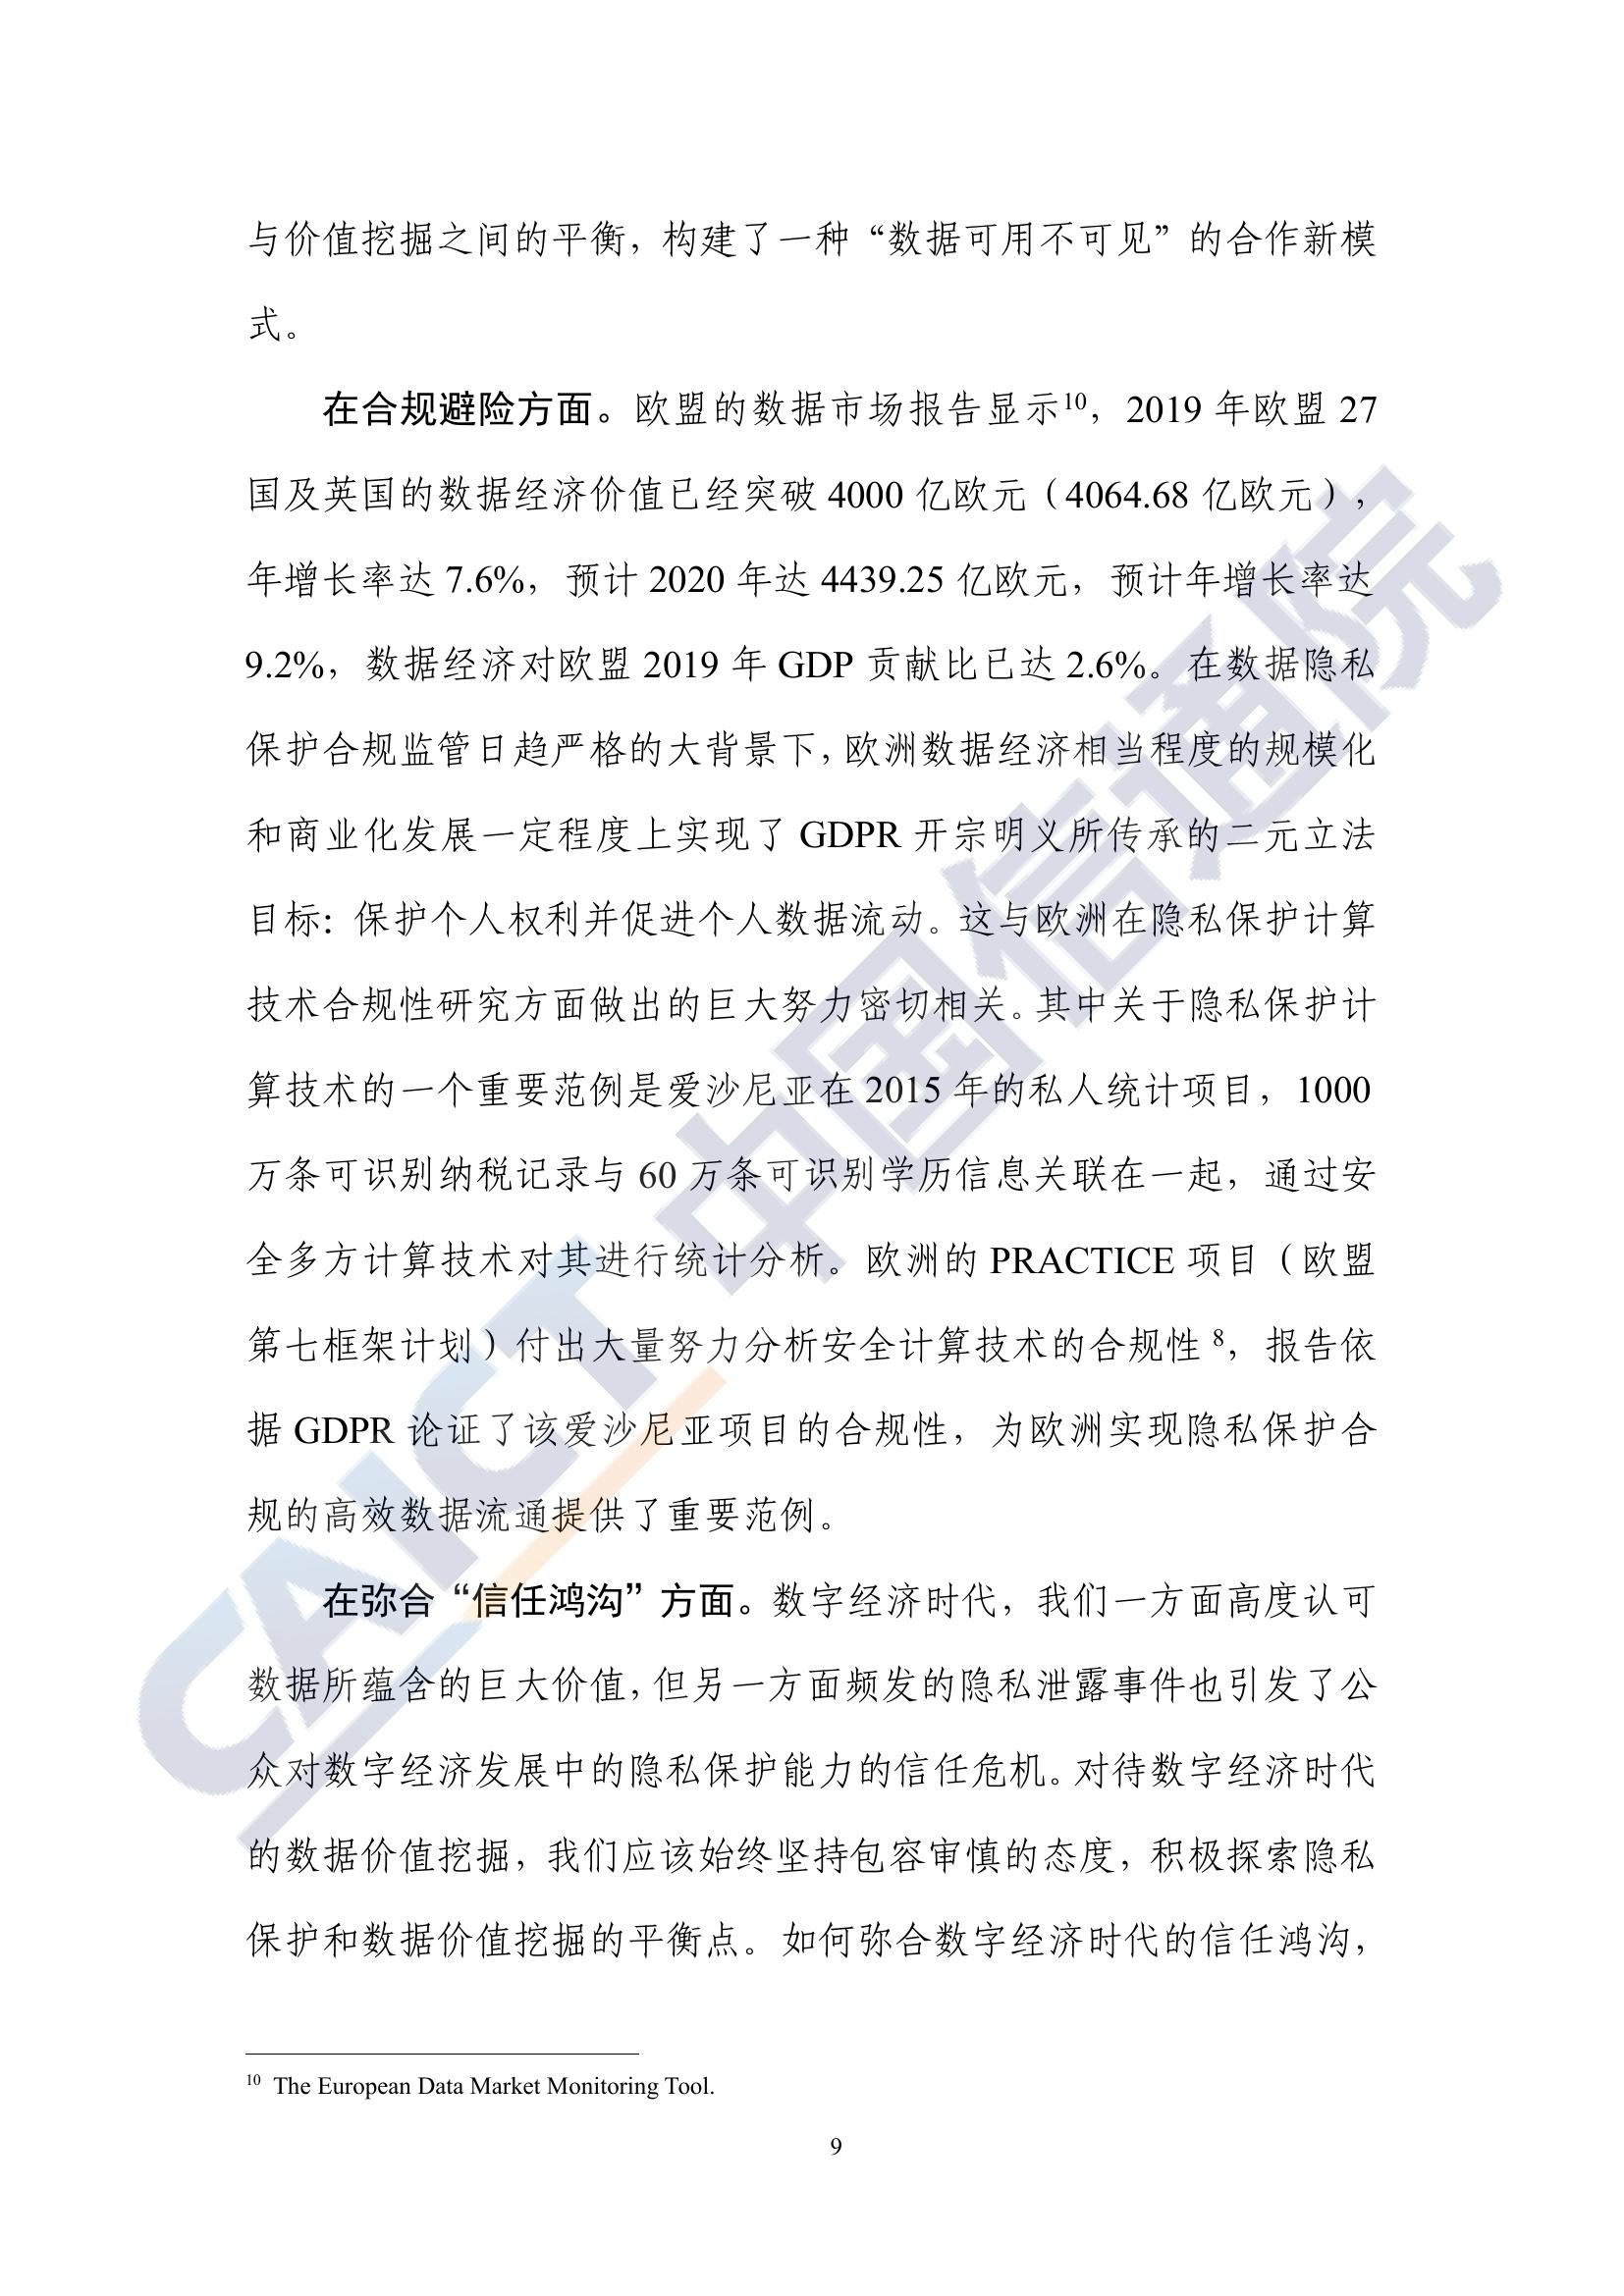 与价值挖掘之间的平衡，构建了一种“数据可用不可见”的合作新模
式。
在合规避险方面。欧盟的数据市场报告显示10，2019 年欧盟 27
国及英国的数据经济价值已经突破 4000 亿欧元（4064.68 亿欧元），
年增长率达 7.6%，预计 2020 年达 4439.25 亿欧元，预计年增长率达
9.2%，数据经济对欧盟 2019 年 GDP 贡献比已达 2.6%。在数据隐私
保护合规监管日趋严格的大背景下，欧洲数据经济相当程度的规模化
和商业化发展一定程度上实现了 GDPR 开宗明义所传承的二元立法
目标：保护个人权利并促进个人数据流动。这与欧洲在隐私保护计算
技术合规性研究方面做出的巨大努力密切相关。其中关于隐私保护计
算技术的一个重要范例是爱沙尼亚在 2015 年的私人统计项目，1000
万条可识别纳税记录与 60 万条可识别学历信息关联在一起，通过安
全多方计算技术对其进行统计分析。欧洲的 PRACTICE 项目（欧盟
第七框架计划）付出大量努力分析安全计算技术的合规性 8，报告依
据 GDPR 论证了该爱沙尼亚项目的合规性，为欧洲实现隐私保护合
规的高效数据流通提供了重要范例。
在弥合“信任鸿沟”方面。数字经济时代，我们一方面高度认可
数据所蕴含的巨大价值，但另一方面频发的隐私泄露事件也引发了公
众对数字经济发展中的隐私保护能力的信任危机。对待数字经济时代
的数据价值挖掘，我们应该始终坚持包容审慎的态度，积极探索隐私
保护和数据价值挖掘的平衡点。如何弥合数字经济时代的信任鸿沟，
10 The European Data Market Monitoring Tool.
9
CAICT 中国信通院